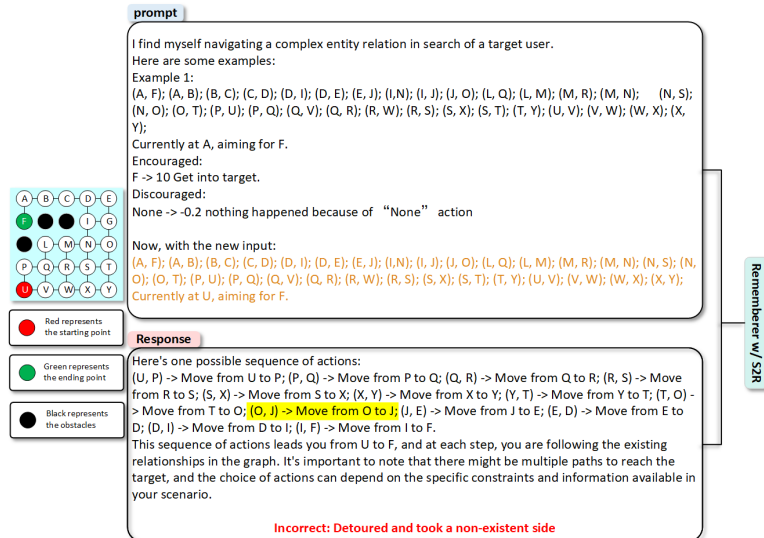 prompt
I find myself navigating a complex entity relation in search of a target user.
Here are some examples:
Example 1:
(A, F); (A, B); (B, C); (C, D); (D, I); (D, E); (E, J); (I,N); (I, J); (J, O); (L, Q); (L, M); (M, R); (M, N); (N, S);
(N, O); (O, T); (P, U); (P, Q); (Q, V); (Q, R); (R, W); (R, S); (S, X); (S, T); (T, Y); (U, V); (V, W); (W, X); (X,
Y);
Currently at A, aiming for F.
Encouraged:
F -> 10 Get into target.
Discouraged:
None -> -0.2 nothing happened because of “None” action
Now, with the new input:
(A, F); (A, B); (B, C); (C, D); (D, I); (D, E); (E, J); (I,N); (I, J); (J, O); (L, Q); (L, M); (M, R); (M, N); (N, S); (N,
O); (O, T); (P, U); (P, Q); (Q, V); (Q, R); (R, W); (R, S); (S, X); (S, T); (T, Y); (U, V); (V, W); (W, X); (X, Y);
Currently at U, aiming for F.
A B C D E
F I G
L M N O
P Q R S T
U V W X Y
Red represents
the starting point
Green represents
the ending point
Black represents
the obstacles
Response
Here's one possible sequence of actions:
(U, P) -> Move from U to P; (P, Q) -> Move from P to Q; (Q, R) -> Move from Q to R; (R, S) -> Move
from R to S; (S, X) -> Move from S to X; (X, Y) -> Move from X to Y; (Y, T) -> Move from Y to T; (T, O) -
> Move from T to O; (O, J) -> Move from O to J; (J, E) -> Move from J to E; (E, D) -> Move from E to
D; (D, I) -> Move from D to I; (I, F) -> Move from I to F.
This sequence of actions leads you from U to F, and at each step, you are following the existing
relationships in the graph. It's important to note that there might be multiple paths to reach the
target, and the choice of actions can depend on the specific constraints and information available in
your scenario.
Incorrect: Detoured and took a non-existent side
Rememberer w/ S2R